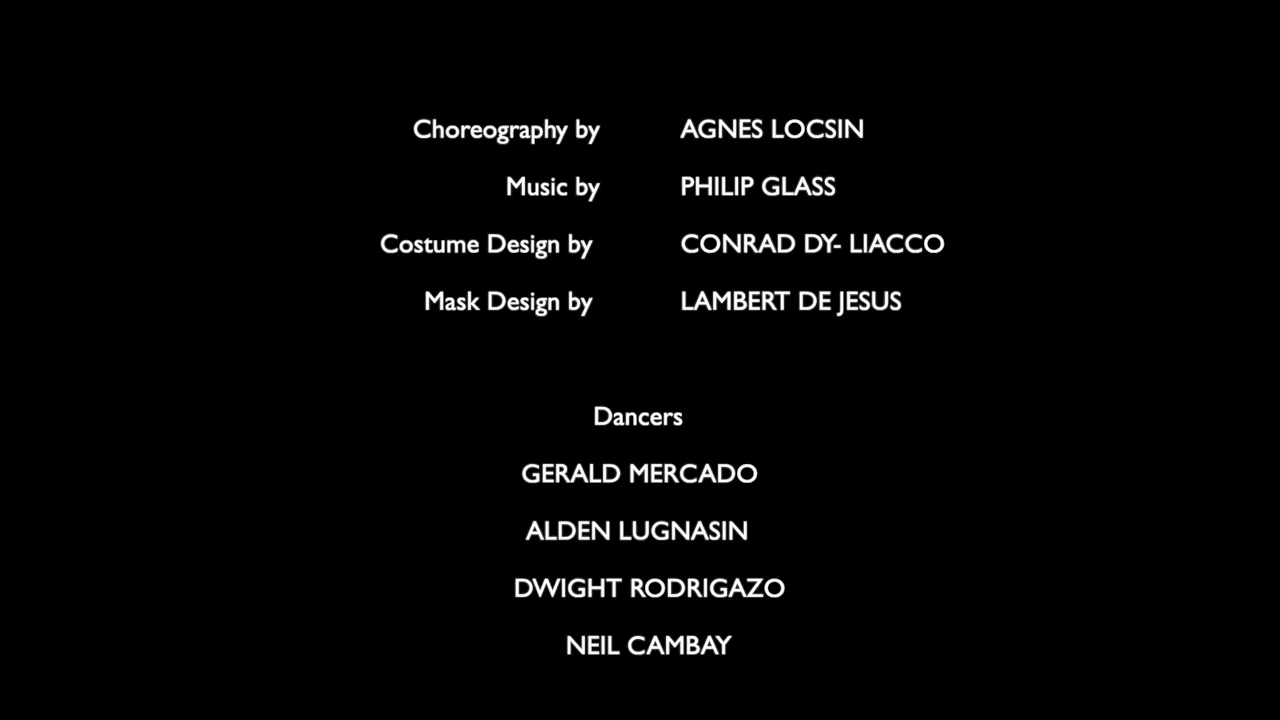 Choreography by AGNES LOCSIN
Music by PHILIP GLASS
Costume Design by CONRAD DY- LIACCO
Mask Design by LAMBERT DE JESUS
Dancers
GERALD MERCADO
ALDEN LUGNASIN
DWIGHT RODRIGAZO
NEIL CAMBAY